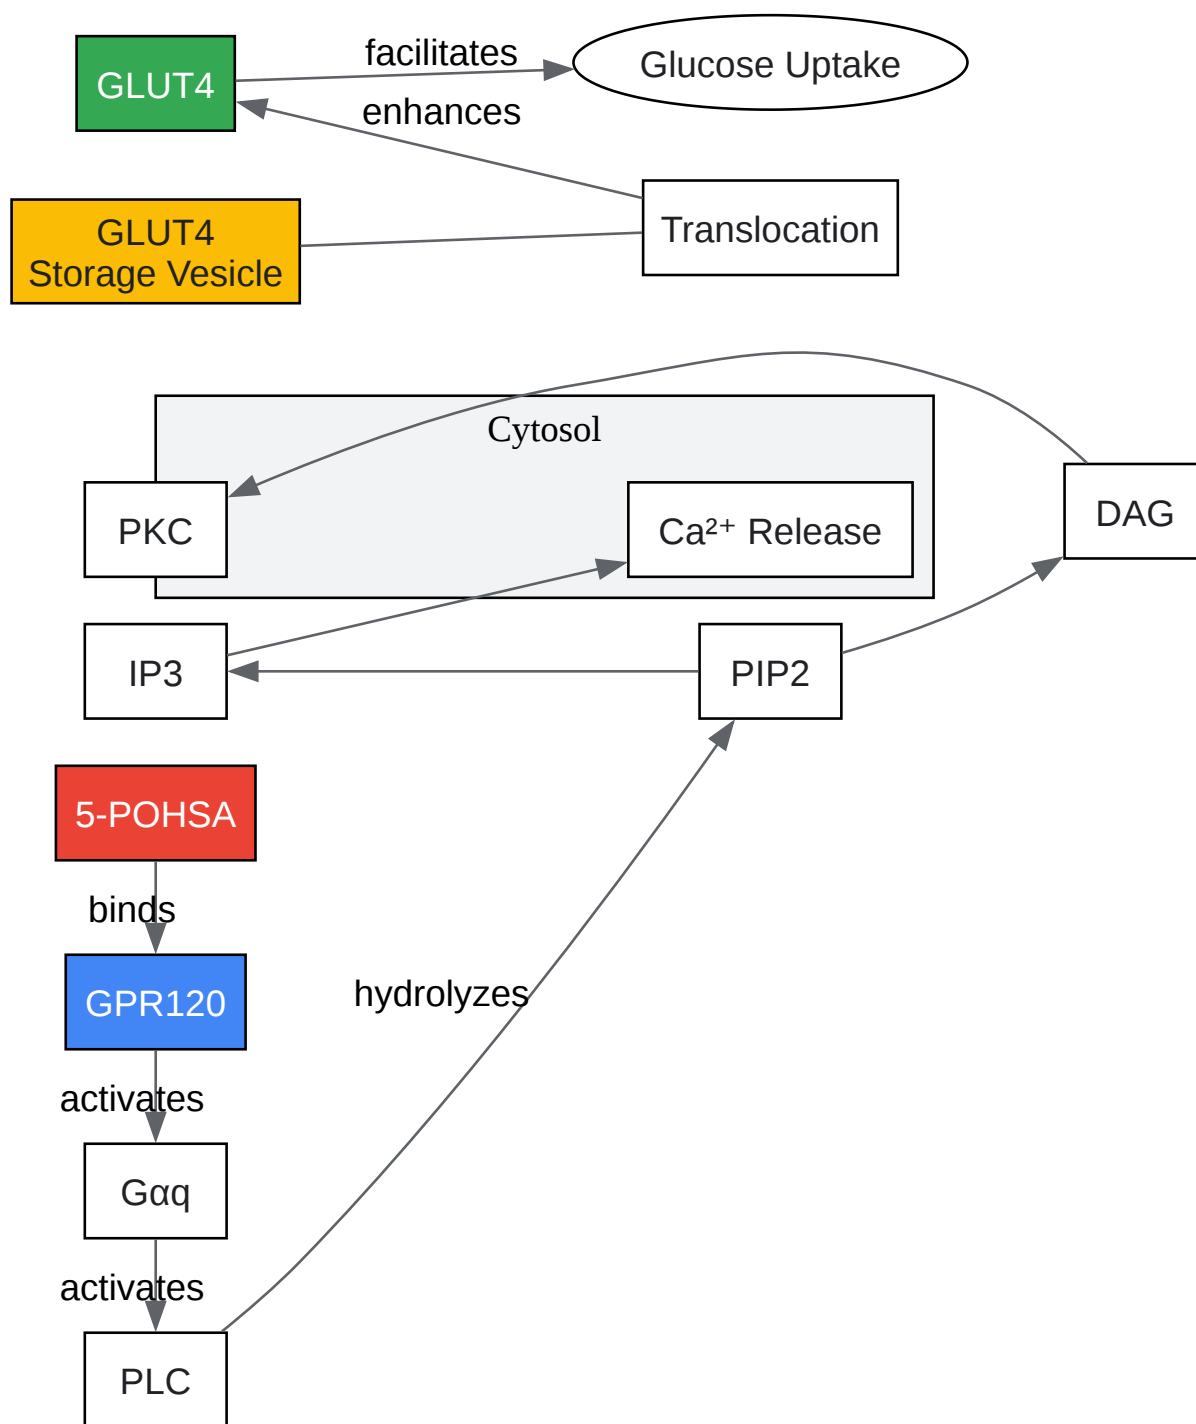 facilitates
GLUT4
Glucose Uptake
enhances
Translocation
GLUT4
Storage Vesicle
Cytosol
PKC
Ca²⁺ Release
DAG
IP3
PIP2
5-POHSA
binds
GPR120
hydrolyzes
activates
Gαq
activates
PLC